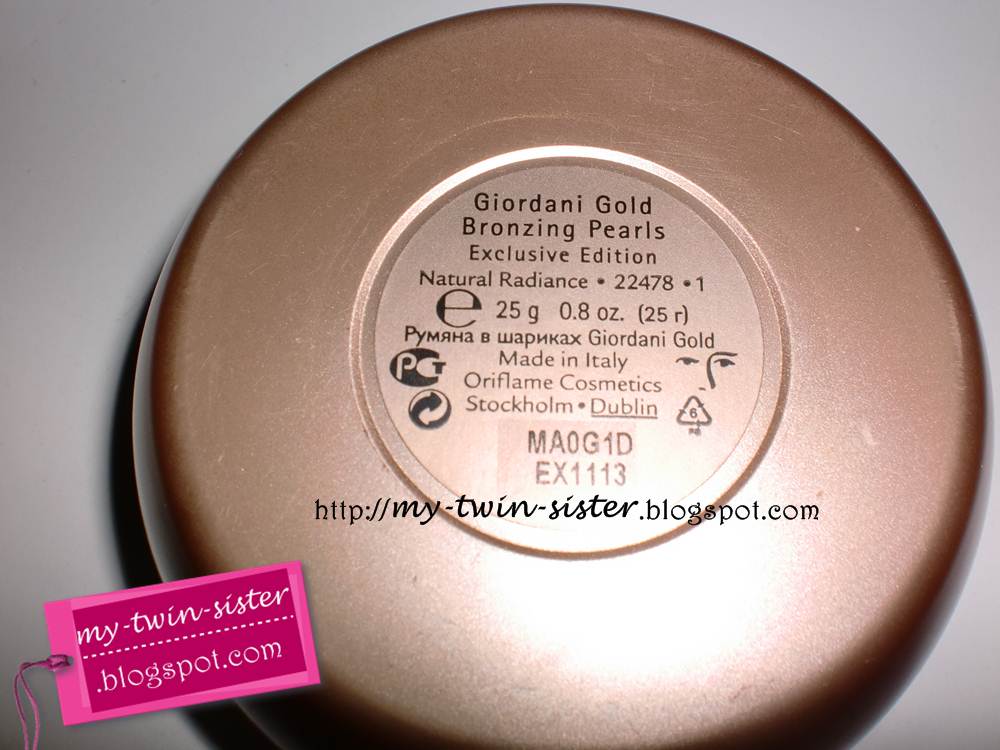 Giordani Gold
Bronzing Pearls
Exclusive Edition
Natural Radiance • 22478 • 1
e 25 g 0.8 oz. (25 г)
Румяна в шариках Giordani Gold
РСТ Made in Italy
Oriflame Cosmetics
Stockholm • Dublin
6
MA0G1D
EX1113
http://my-twin-sister.blogspot.com
my-twin-sister
.blogspot.com